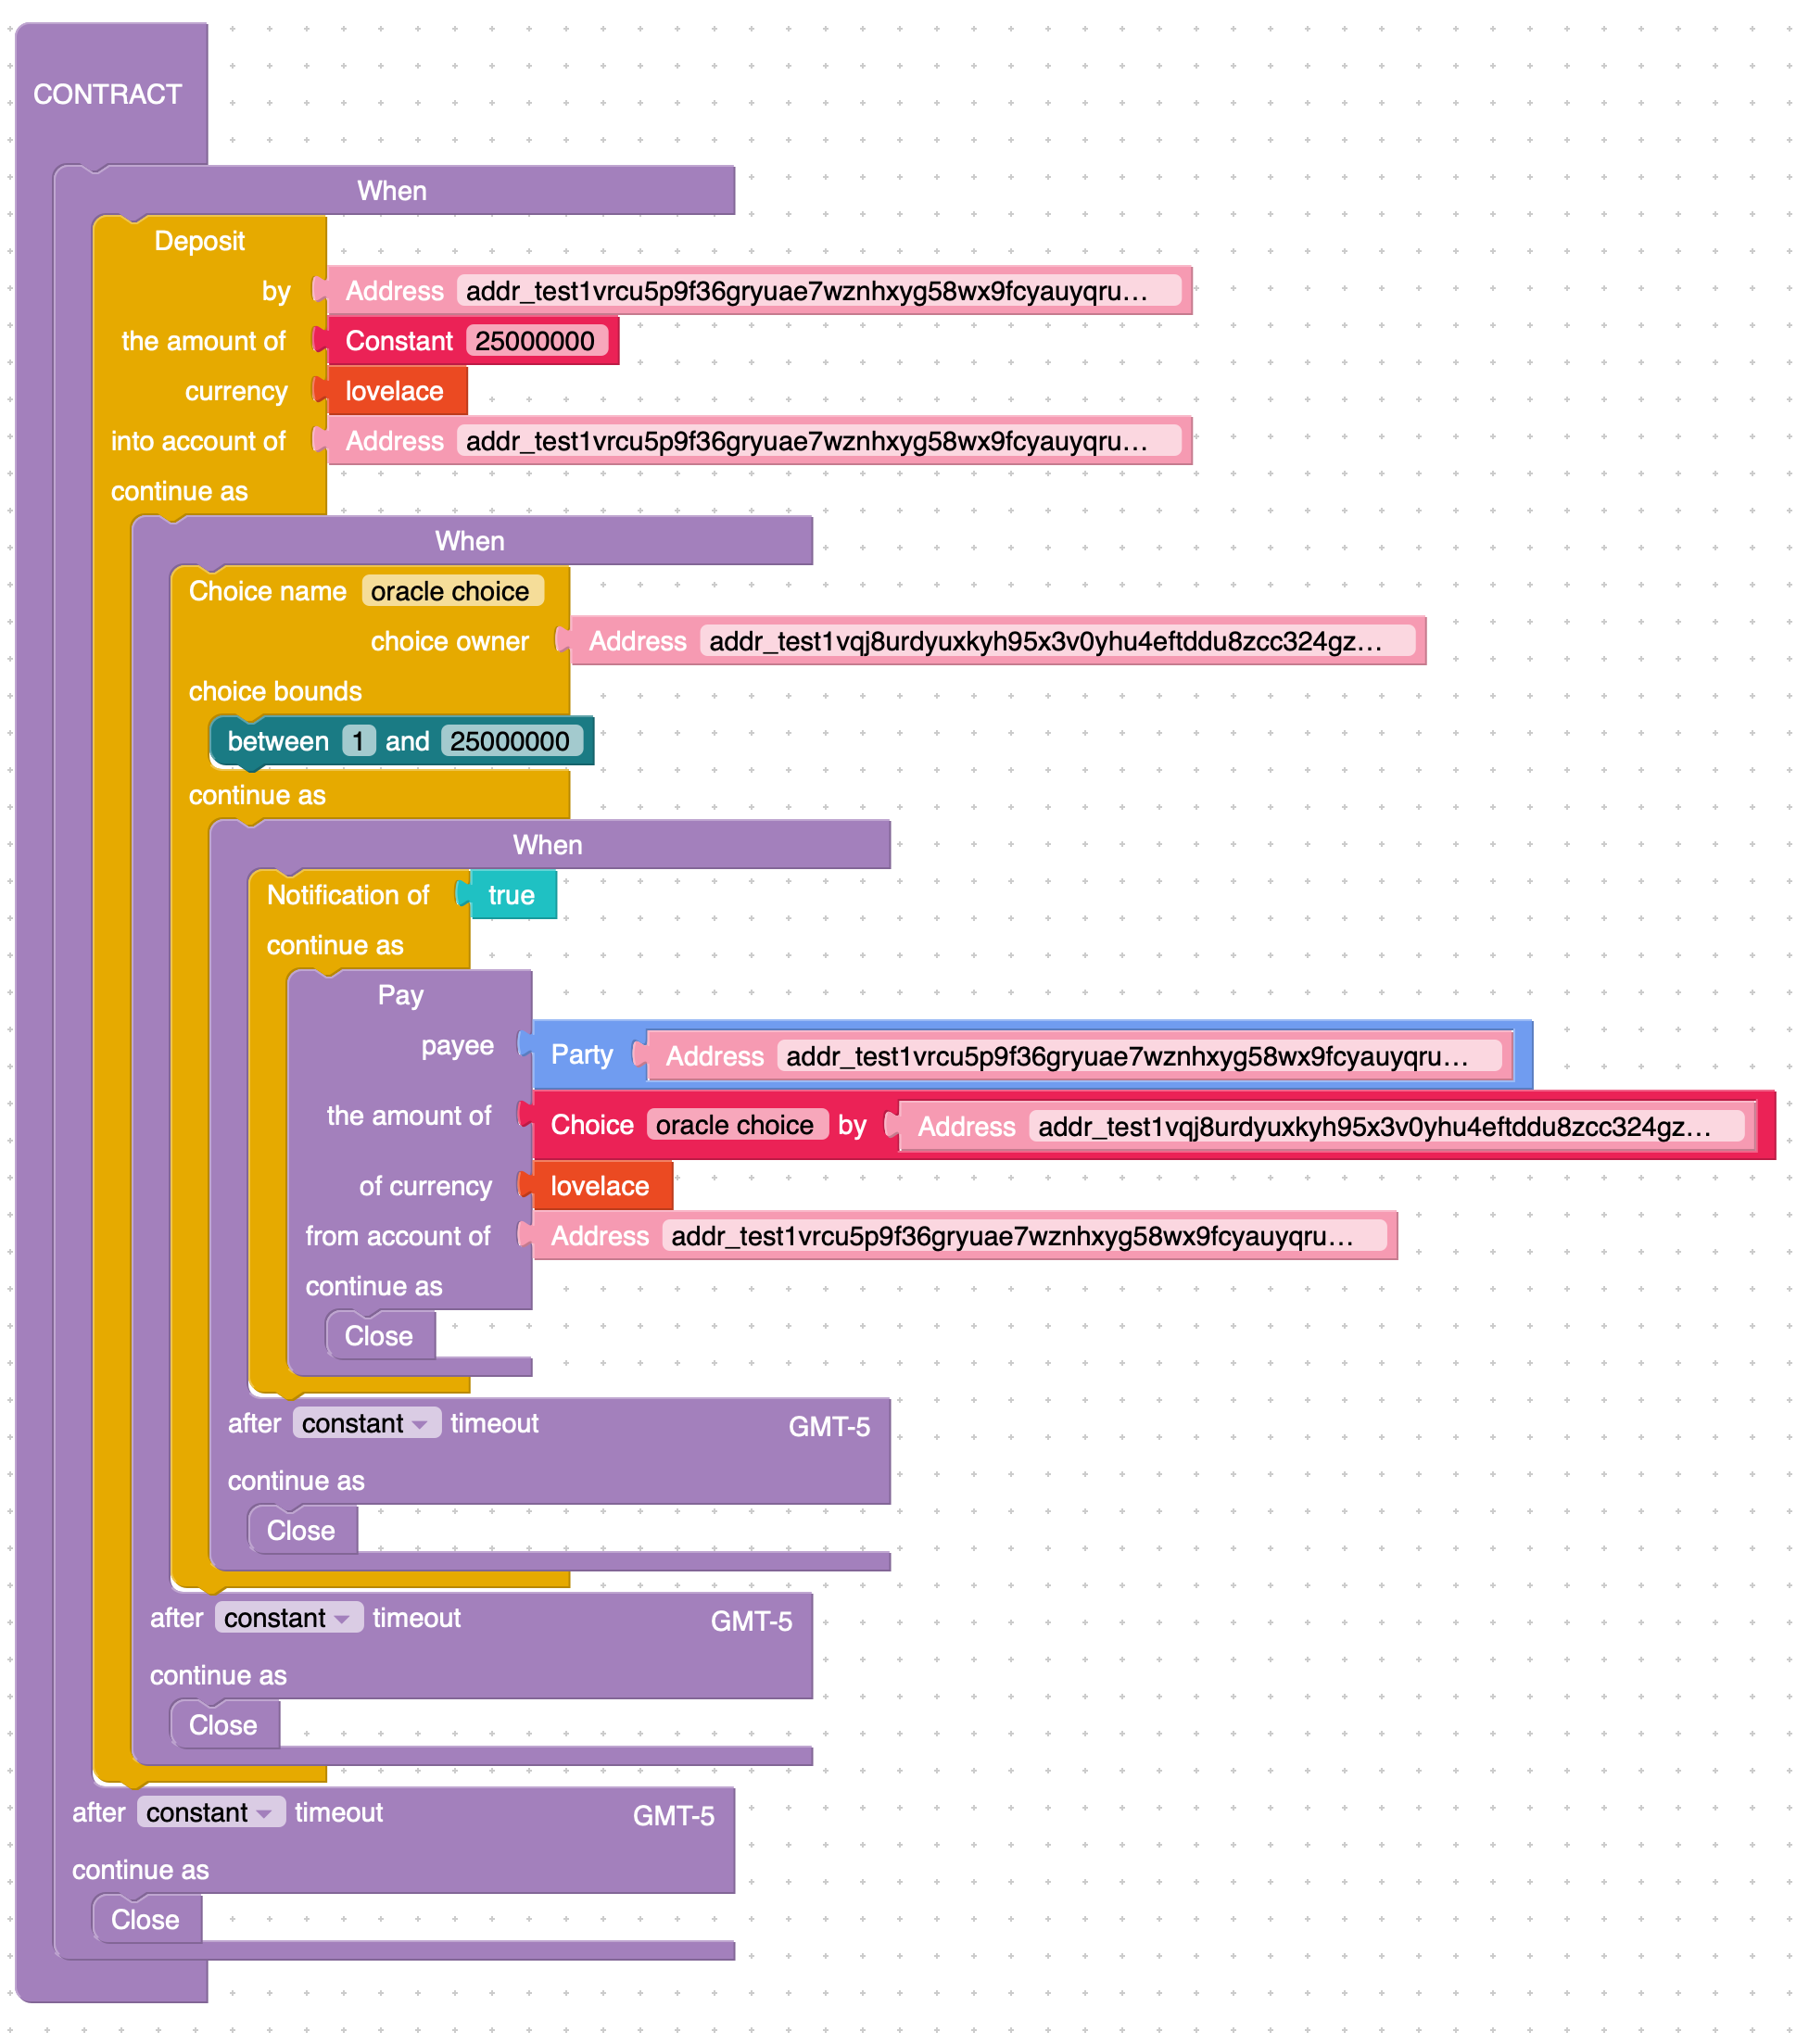 CONTRACT
When
Deposit
by Address addr_test1vrcu5p9f36gryuae7wznhxyg58wx9fcyauyqru...
the amount of Constant 25000000
currency lovelace
into account of Address addr_test1vrcu5p9f36gryuae7wznhxyg58wx9fcyauyqru...
continue as
When
Choice name oracle choice
choice owner Address addr_test1vqj8urdyuxkyh95x3v0yhu4eftddu8zcc324gz...
choice bounds
between 1 and 25000000
continue as
When
Notification of true
continue as
Pay
payee Party Address addr_test1vrcu5p9f36gryuae7wznhxyg58wx9fcyauyqru...
the amount of Choice oracle choice by Address addr_test1vqj8urdyuxkyh95x3v0yhu4eftddu8zcc324gz...
of currency lovelace
from account of Address addr_test1vrcu5p9f36gryuae7wznhxyg58wx9fcyauyqru...
continue as
Close
after constant timeout GMT-5
continue as
Close
after constant timeout GMT-5
continue as
Close
after constant timeout GMT-5
continue as
Close